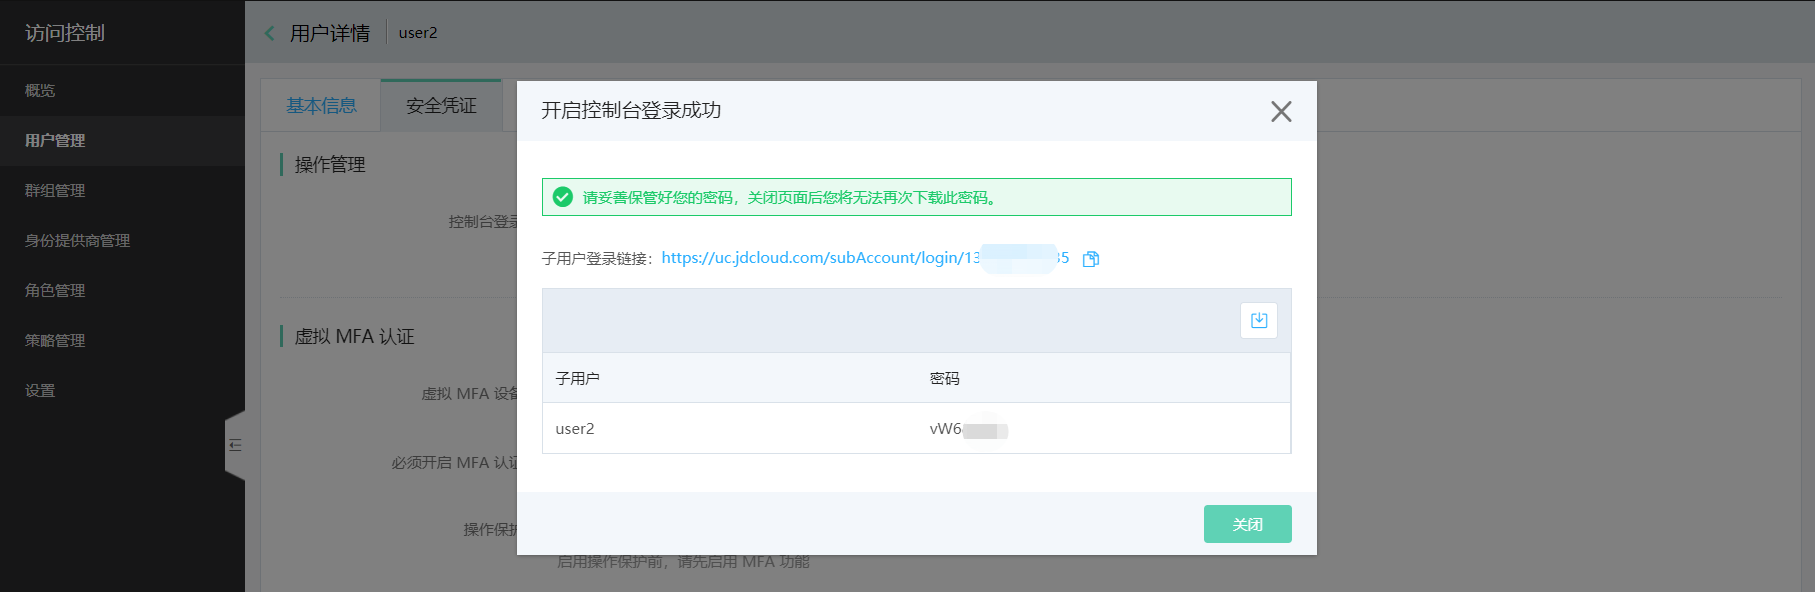 访问控制
用户详情
user2
概览
用户管理
群组管理
身份提供商管理
角色管理
策略管理
设置
基本信息
安全凭证
操作管理
控制台登录
虚拟 MFA 认证
虚拟 MFA 设备
必须开启 MFA 认证
操作保护
启用操作保护前，请先启用 MFA 功能
开启控制台登录成功
请妥善保管好您的密码，关闭页面后您将无法再次下载此密码。
子用户登录链接：https://uc.jdcloud.com/subAccount/login/13 35
子用户 密码
user2 vW6
关闭